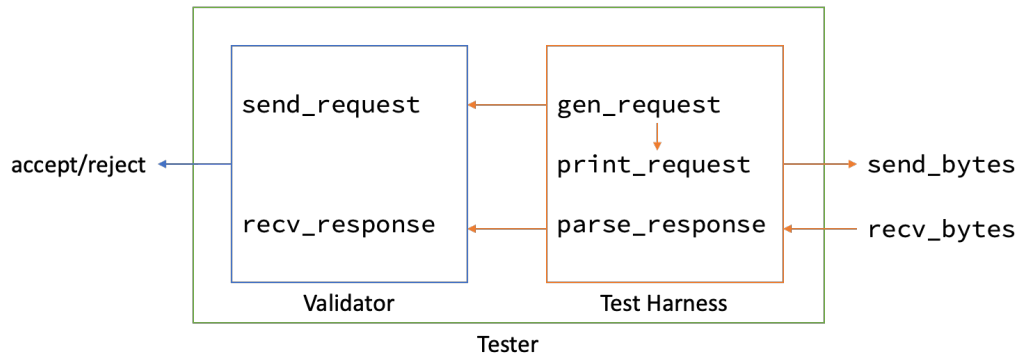 send_request
gen_request
accept/reject
print_request
send_bytes
recv_response
parse_response
recv_bytes
Validator
Test Harness
Tester